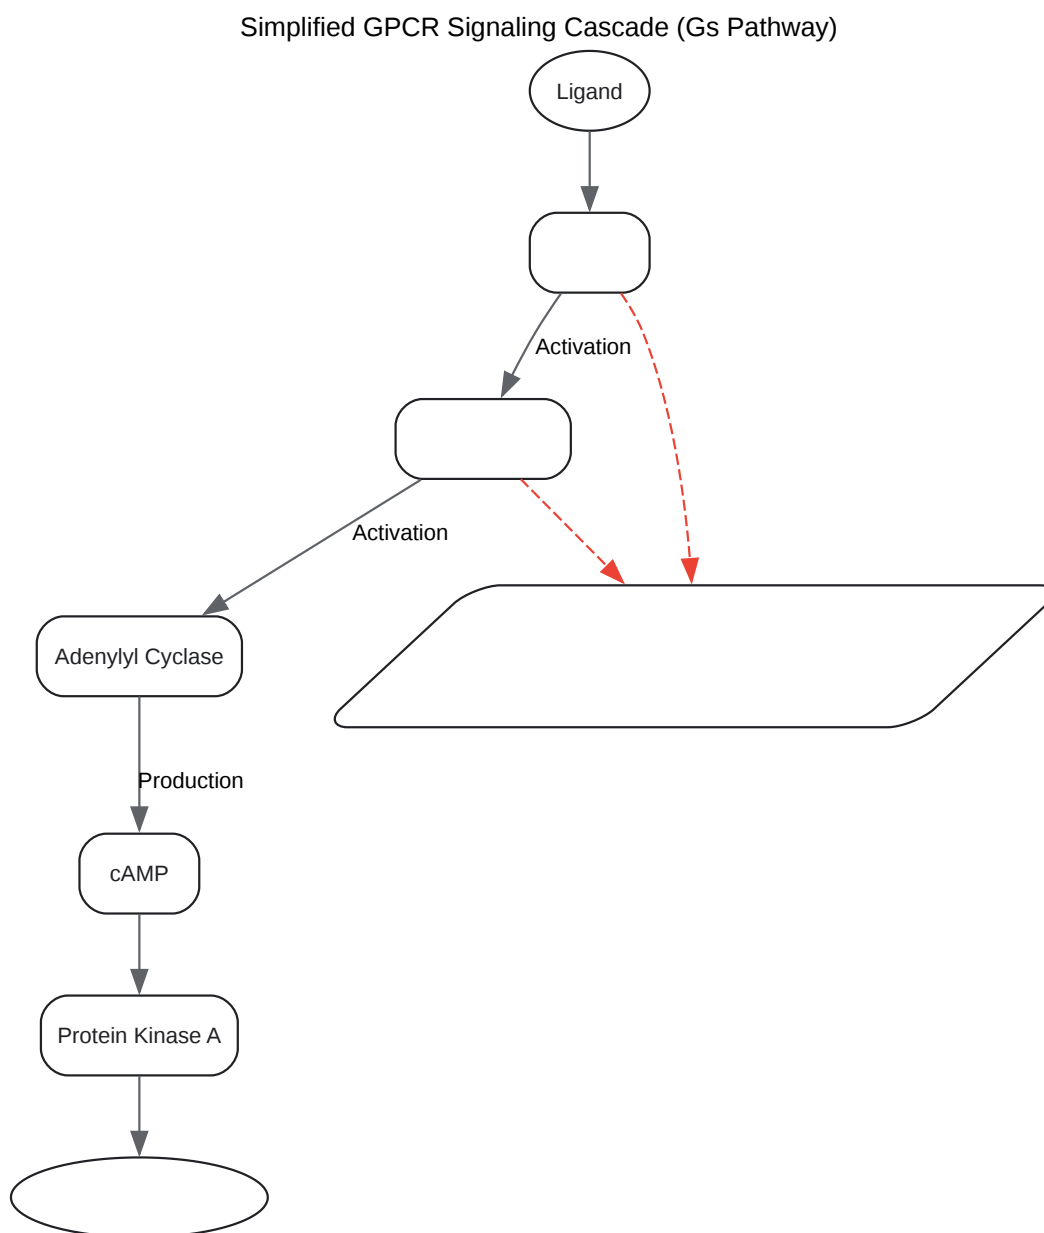 Simplified GPCR Signaling Cascade (Gs Pathway)
Ligand
Activation
Activation
Adenylyl Cyclase
Production
cAMP
Protein Kinase A